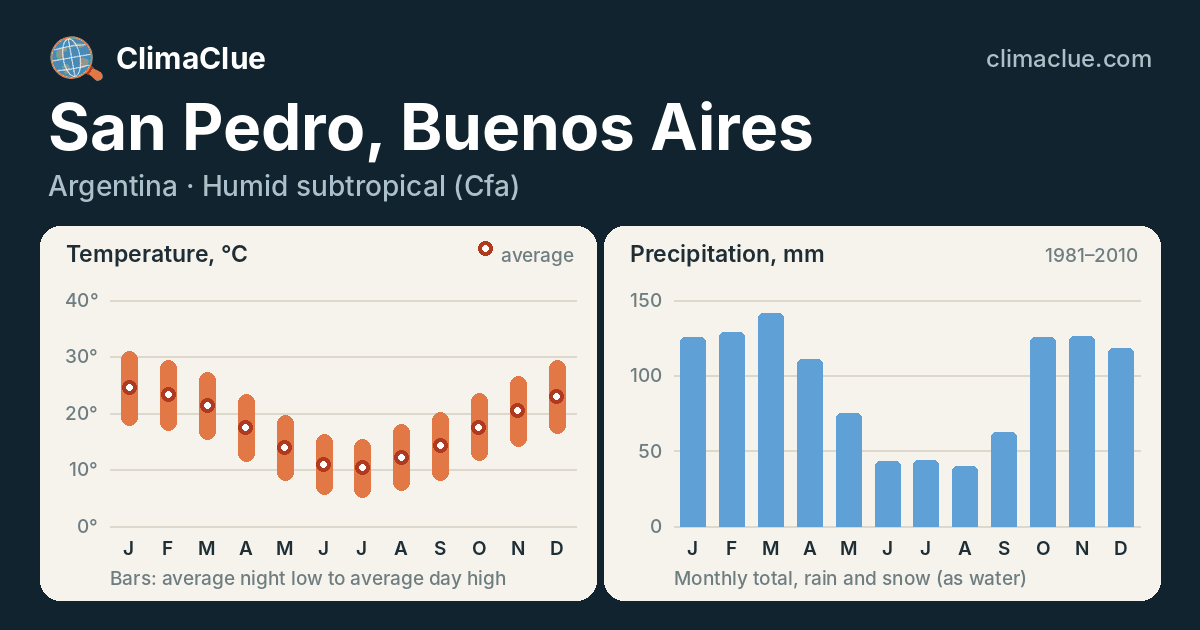 ClimaClue
climaclue.com
San Pedro, Buenos Aires
Argentina · Humid subtropical (Cfa)
Temperature, °C
average
40°
30°
20°
10°
0°
J F M A M J J A S O N D
Bars: average night low to average day high
Precipitation, mm
1981–2010
150
100
50
0
J F M A M J J A S O N D
Monthly total, rain and snow (as water)